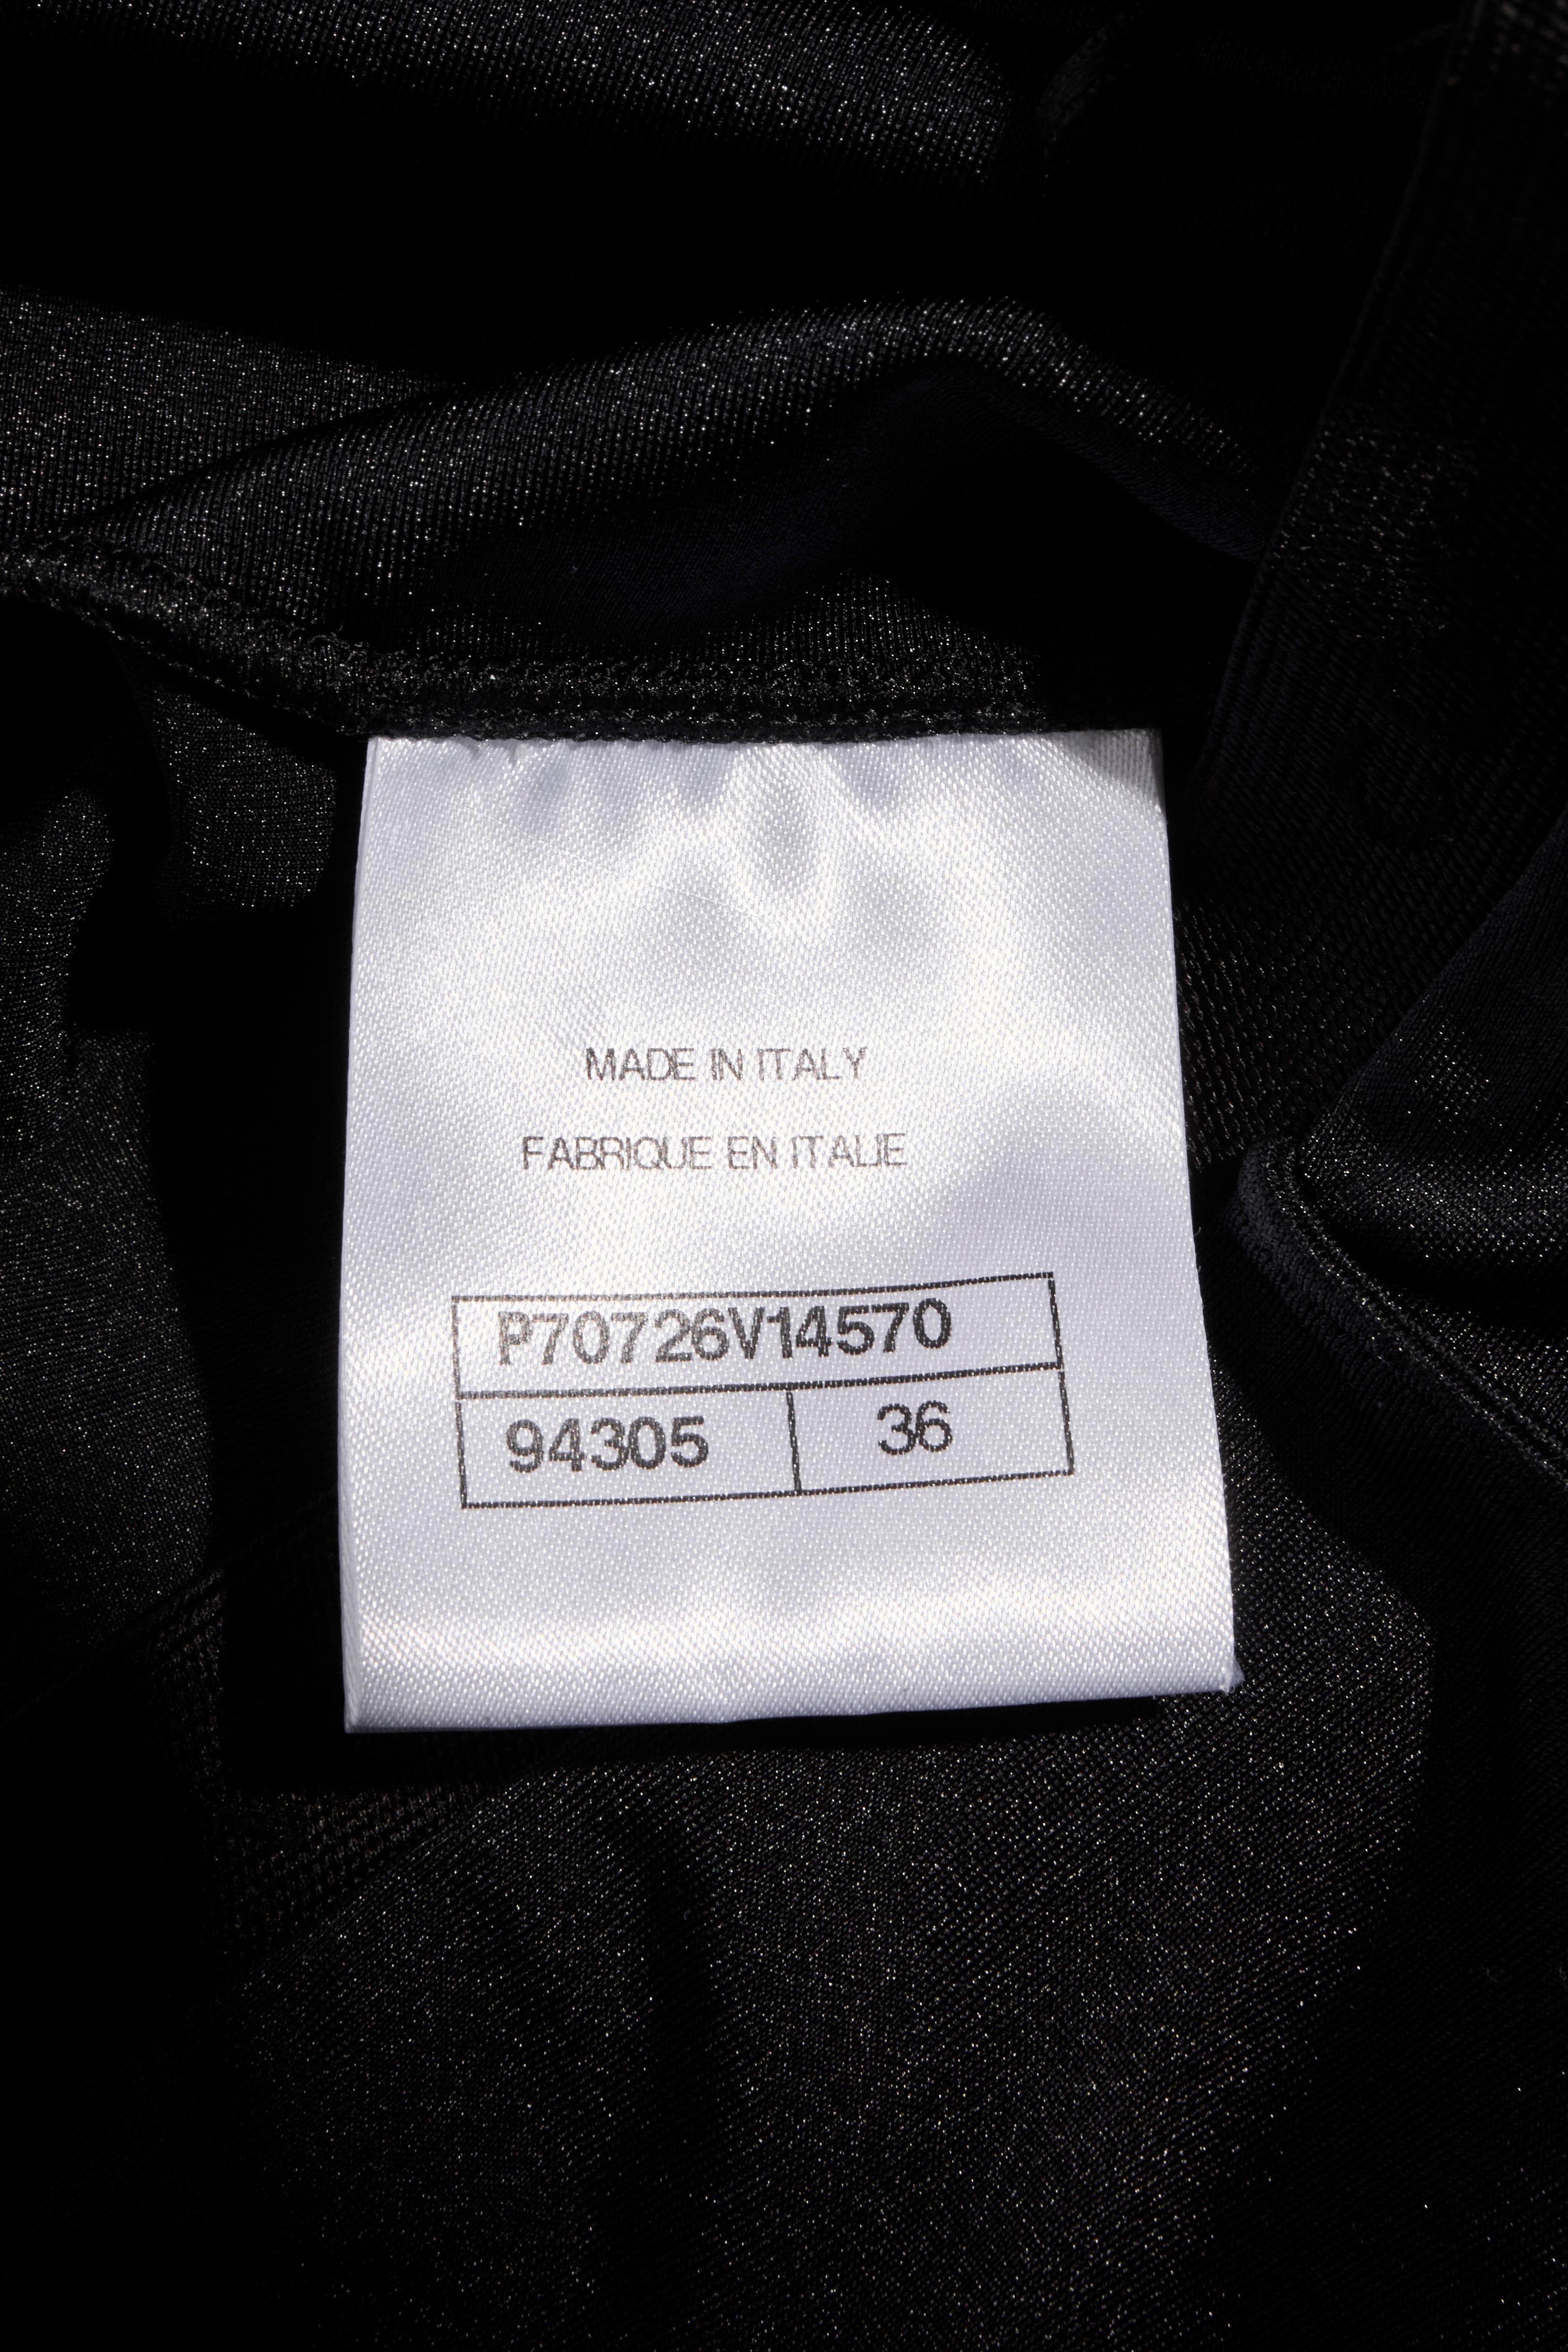 MADE IN ITALY
FABRIQUE EN ITALIE
P70726V14570
94305 36